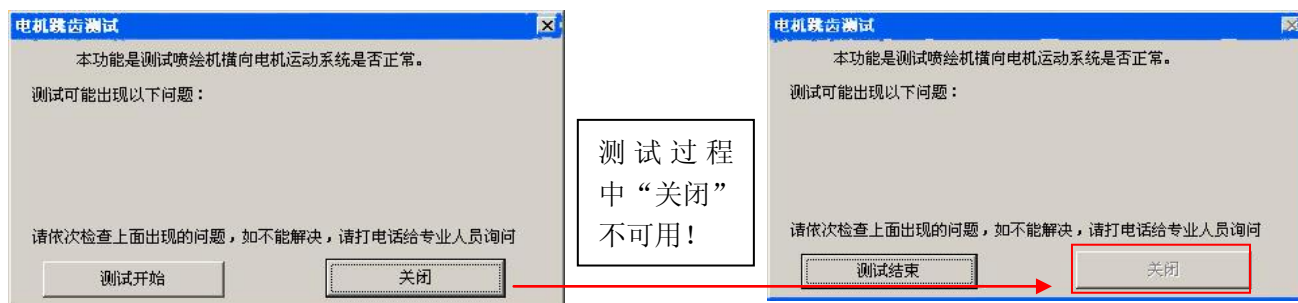 电机跳齿测试
本功能是测试喷绘机横向电机运动系统是否正常。
测试可能出现以下问题：
请依次检查上面出现的问题，如不能解决，请打电话给专业人员询问
测试开始
关闭
测试过程
中“关闭”
不可用！
电机跳齿测试
本功能是测试喷绘机横向电机运动系统是否正常。
测试可能出现以下问题：
请依次检查上面出现的问题，如不能解决，请打电话给专业人员询问
测试结束
关闭